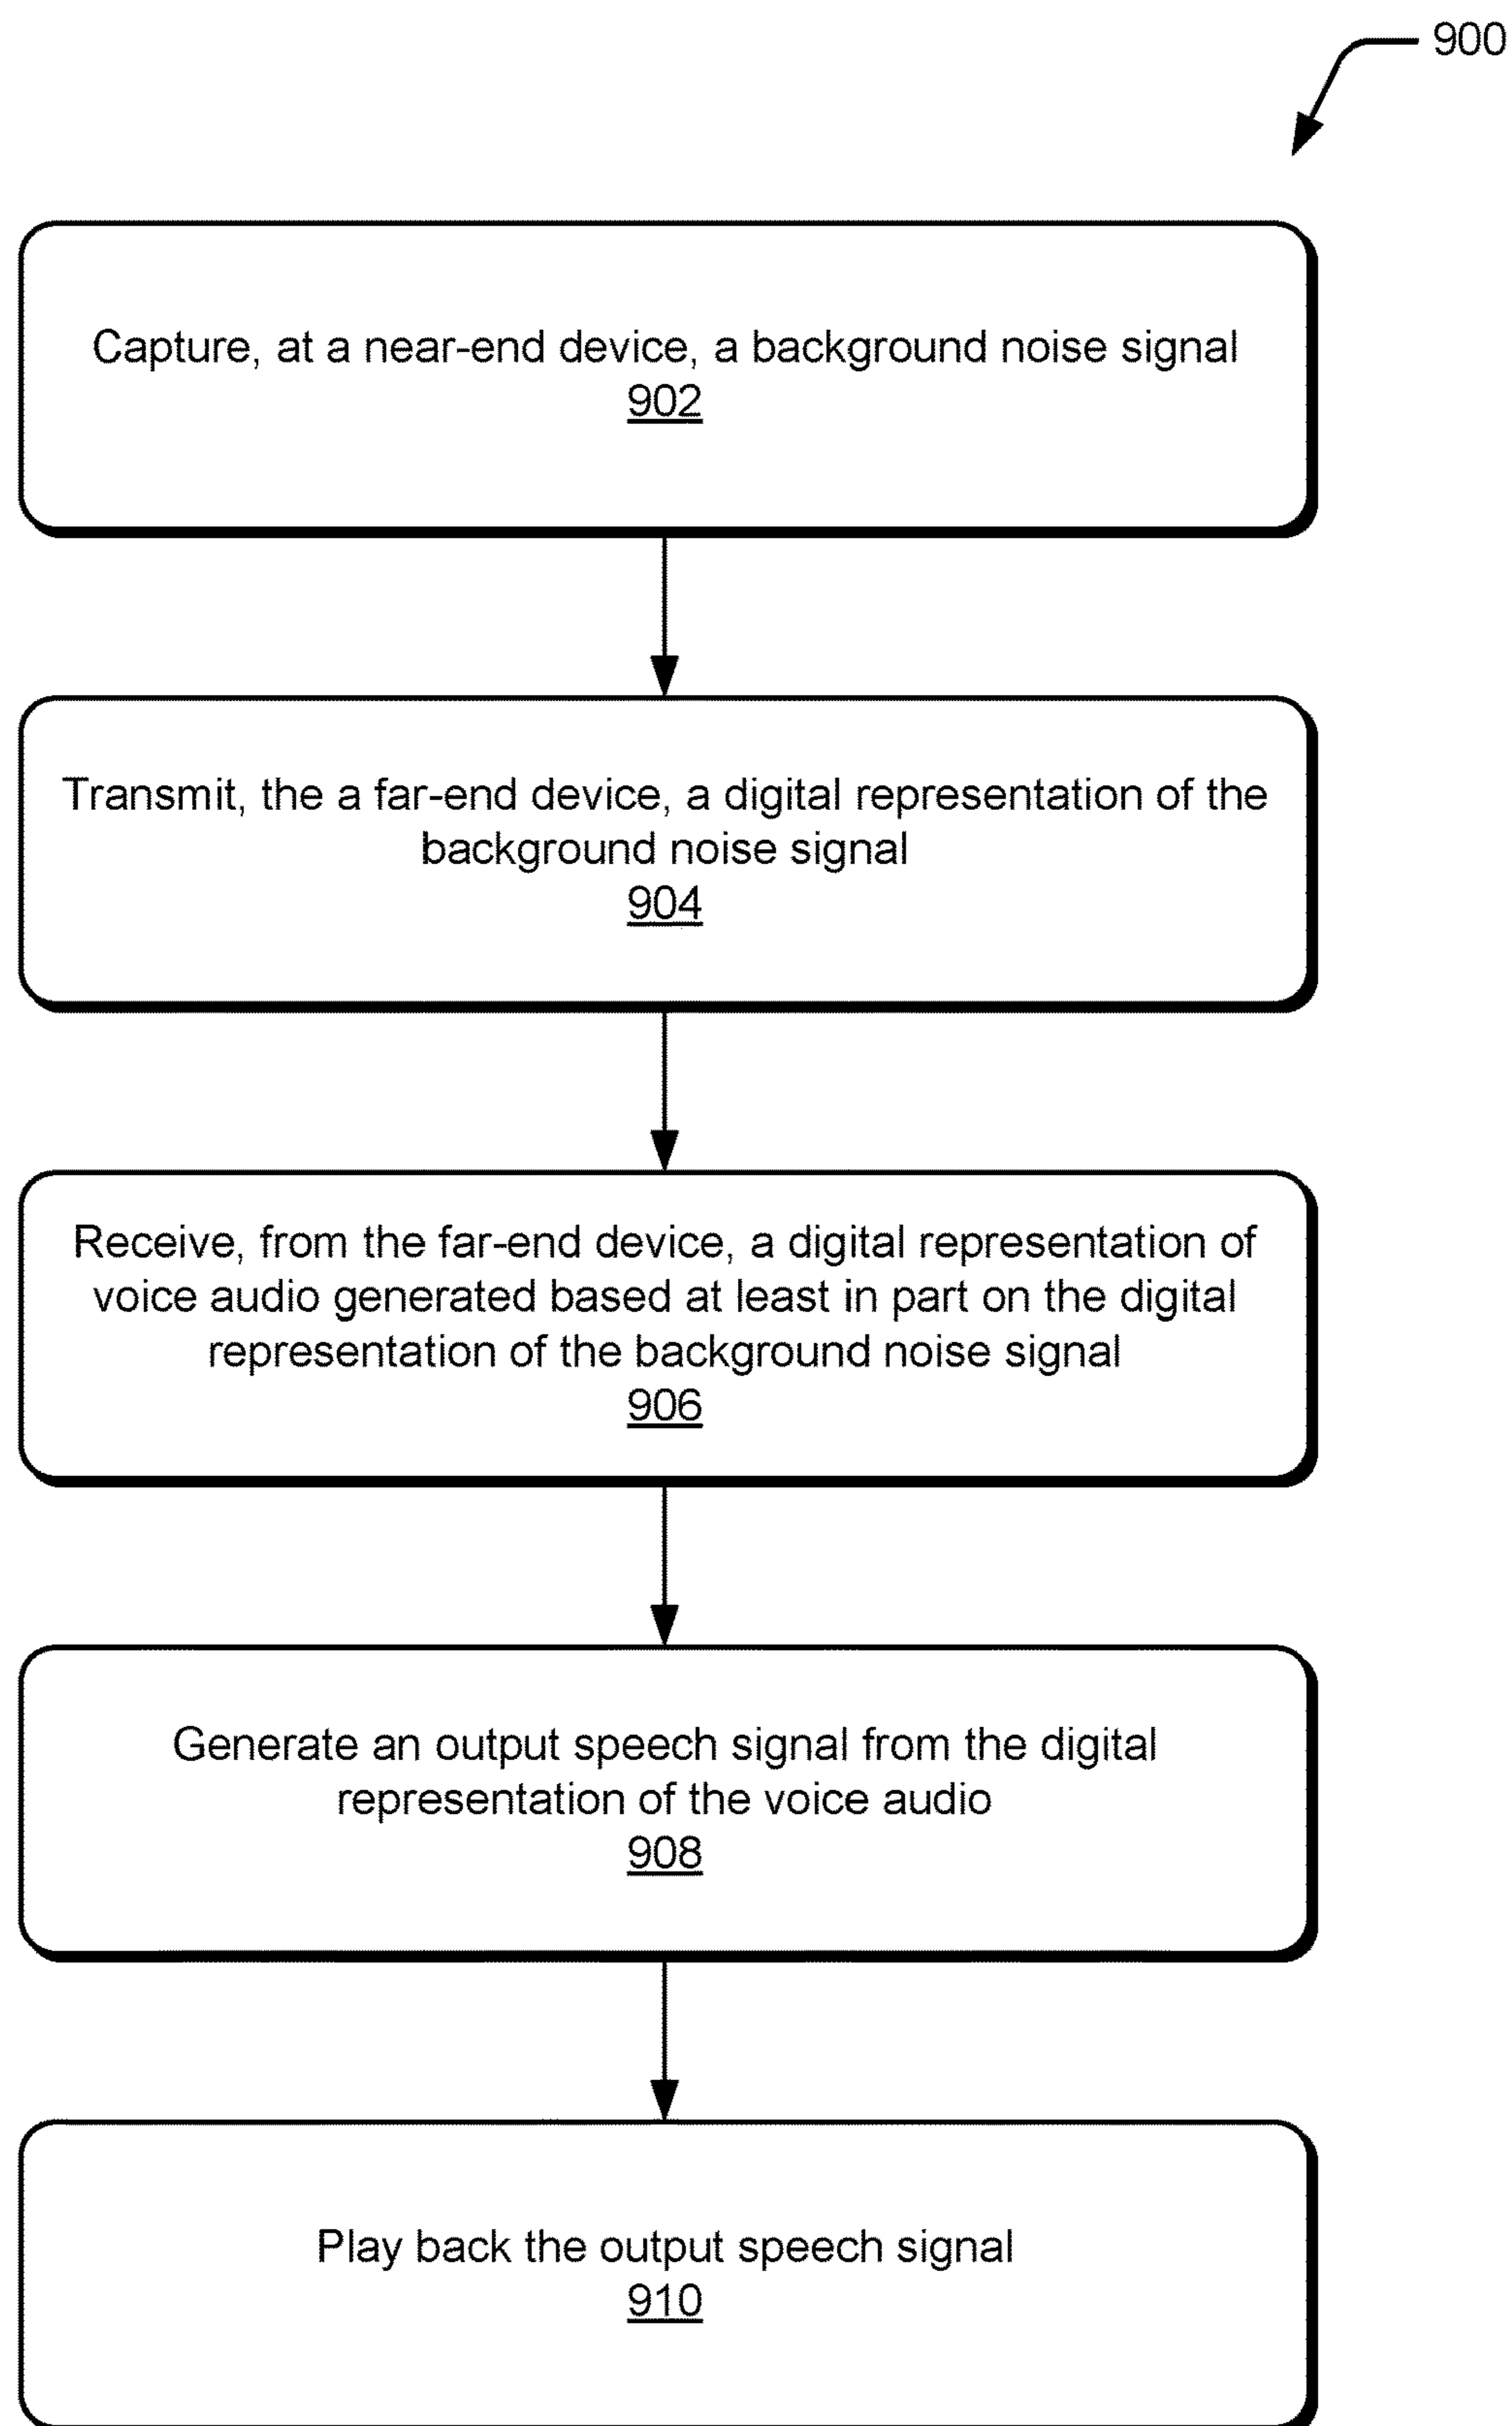 900
Capture, at a near-end device, a background noise signal
902
Transmit, the a far-end device, a digital representation of the
background noise signal
904
Receive, from the far-end device, a digital representation of
voice audio generated based at least in part on the digital
representation of the background noise signal
906
Generate an output speech signal from the digital
representation of the voice audio
908
Play back the output speech signal
910